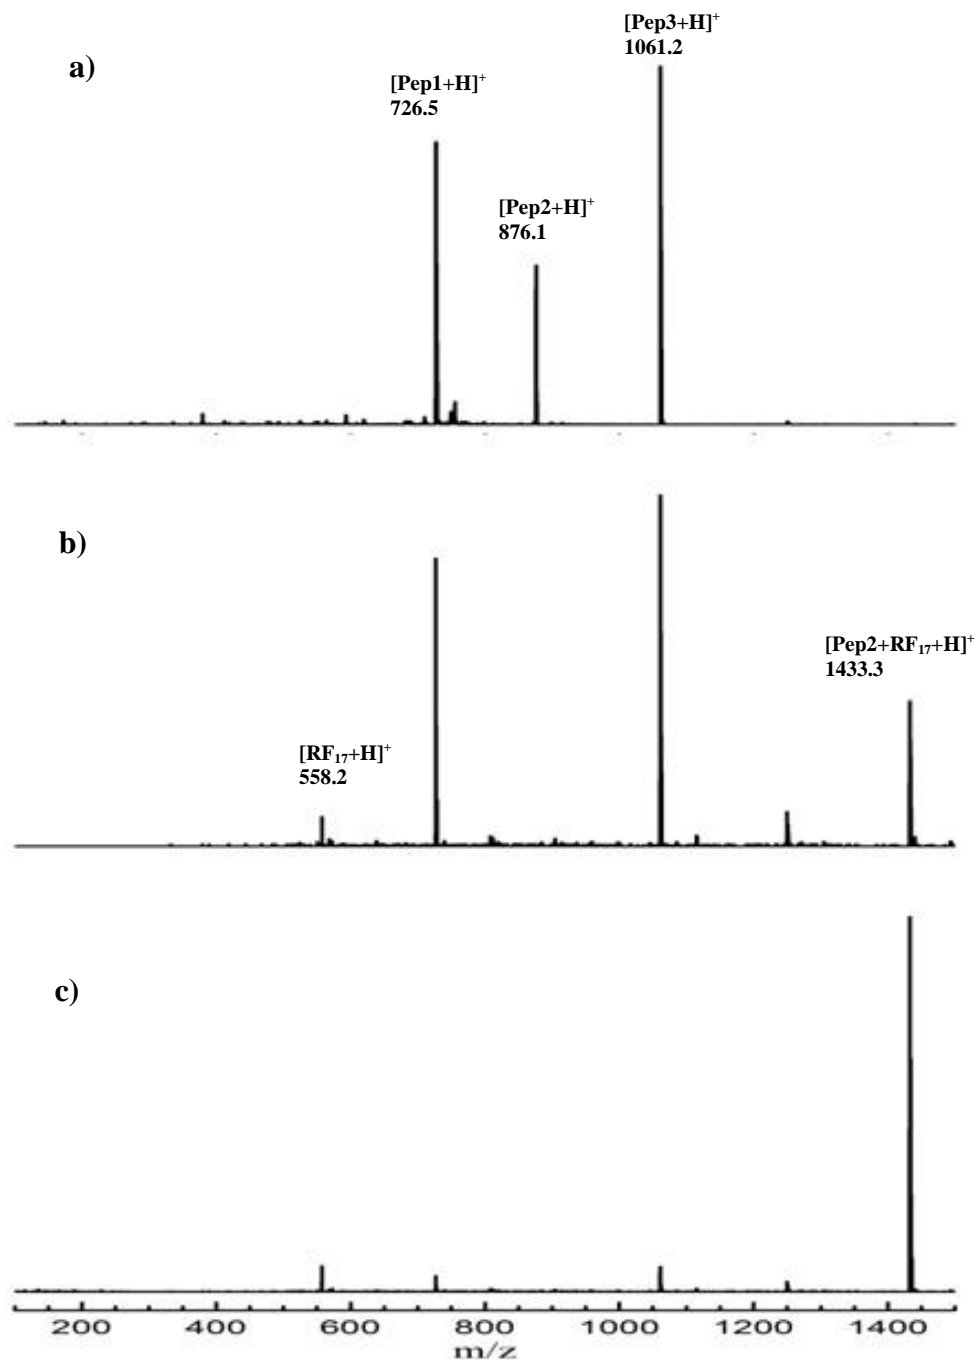 a)
[Pep3+H]⁺
1061.2
[Pep1+H]⁺
726.5
[Pep2+H]⁺
876.1
b)
[Pep2+RF₁₇+H]⁺
1433.3
[RF₁₇+H]⁺
558.2
c)
200 400 600 800 1000 1200 1400
m/z